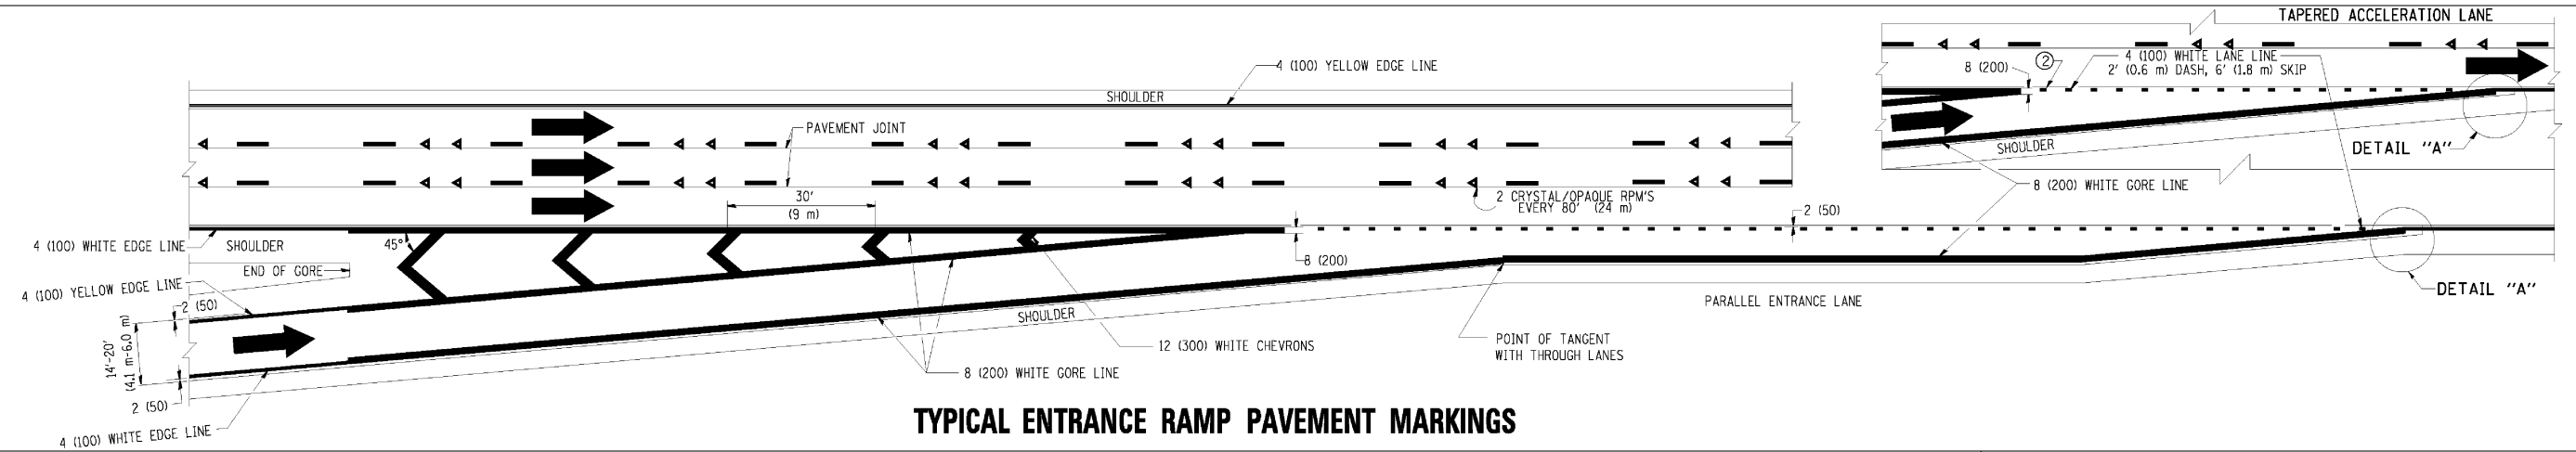 TAPERED ACCELERATION LANE
4 (100) WHITE LANE LINE
2' (0.6 m) DASH, 6' (1.8 m) SKIP
2
8 (200)
SHOULDER
DETAIL "A"
8 (200) WHITE GORE LINE
4 (100) YELLOW EDGE LINE
SHOULDER
PAVEMENT JOINT
30'
(9 m)
2 CRYSTAL/OPAQUE RPM'S
EVERY 80' (24 m)
2 (50)
4 (100) WHITE EDGE LINE
SHOULDER
45°
END OF GORE
8 (200)
4 (100) YELLOW EDGE LINE
2 (50)
14'-20'
(4.1 m-6.0 m)
2 (50)
4 (100) WHITE EDGE LINE
SHOULDER
12 (300) WHITE CHEVRONS
8 (200) WHITE GORE LINE
PARALLEL ENTRANCE LANE
POINT OF TANGENT
WITH THROUGH LANES
DETAIL "A"
TYPICAL ENTRANCE RAMP PAVEMENT MARKINGS